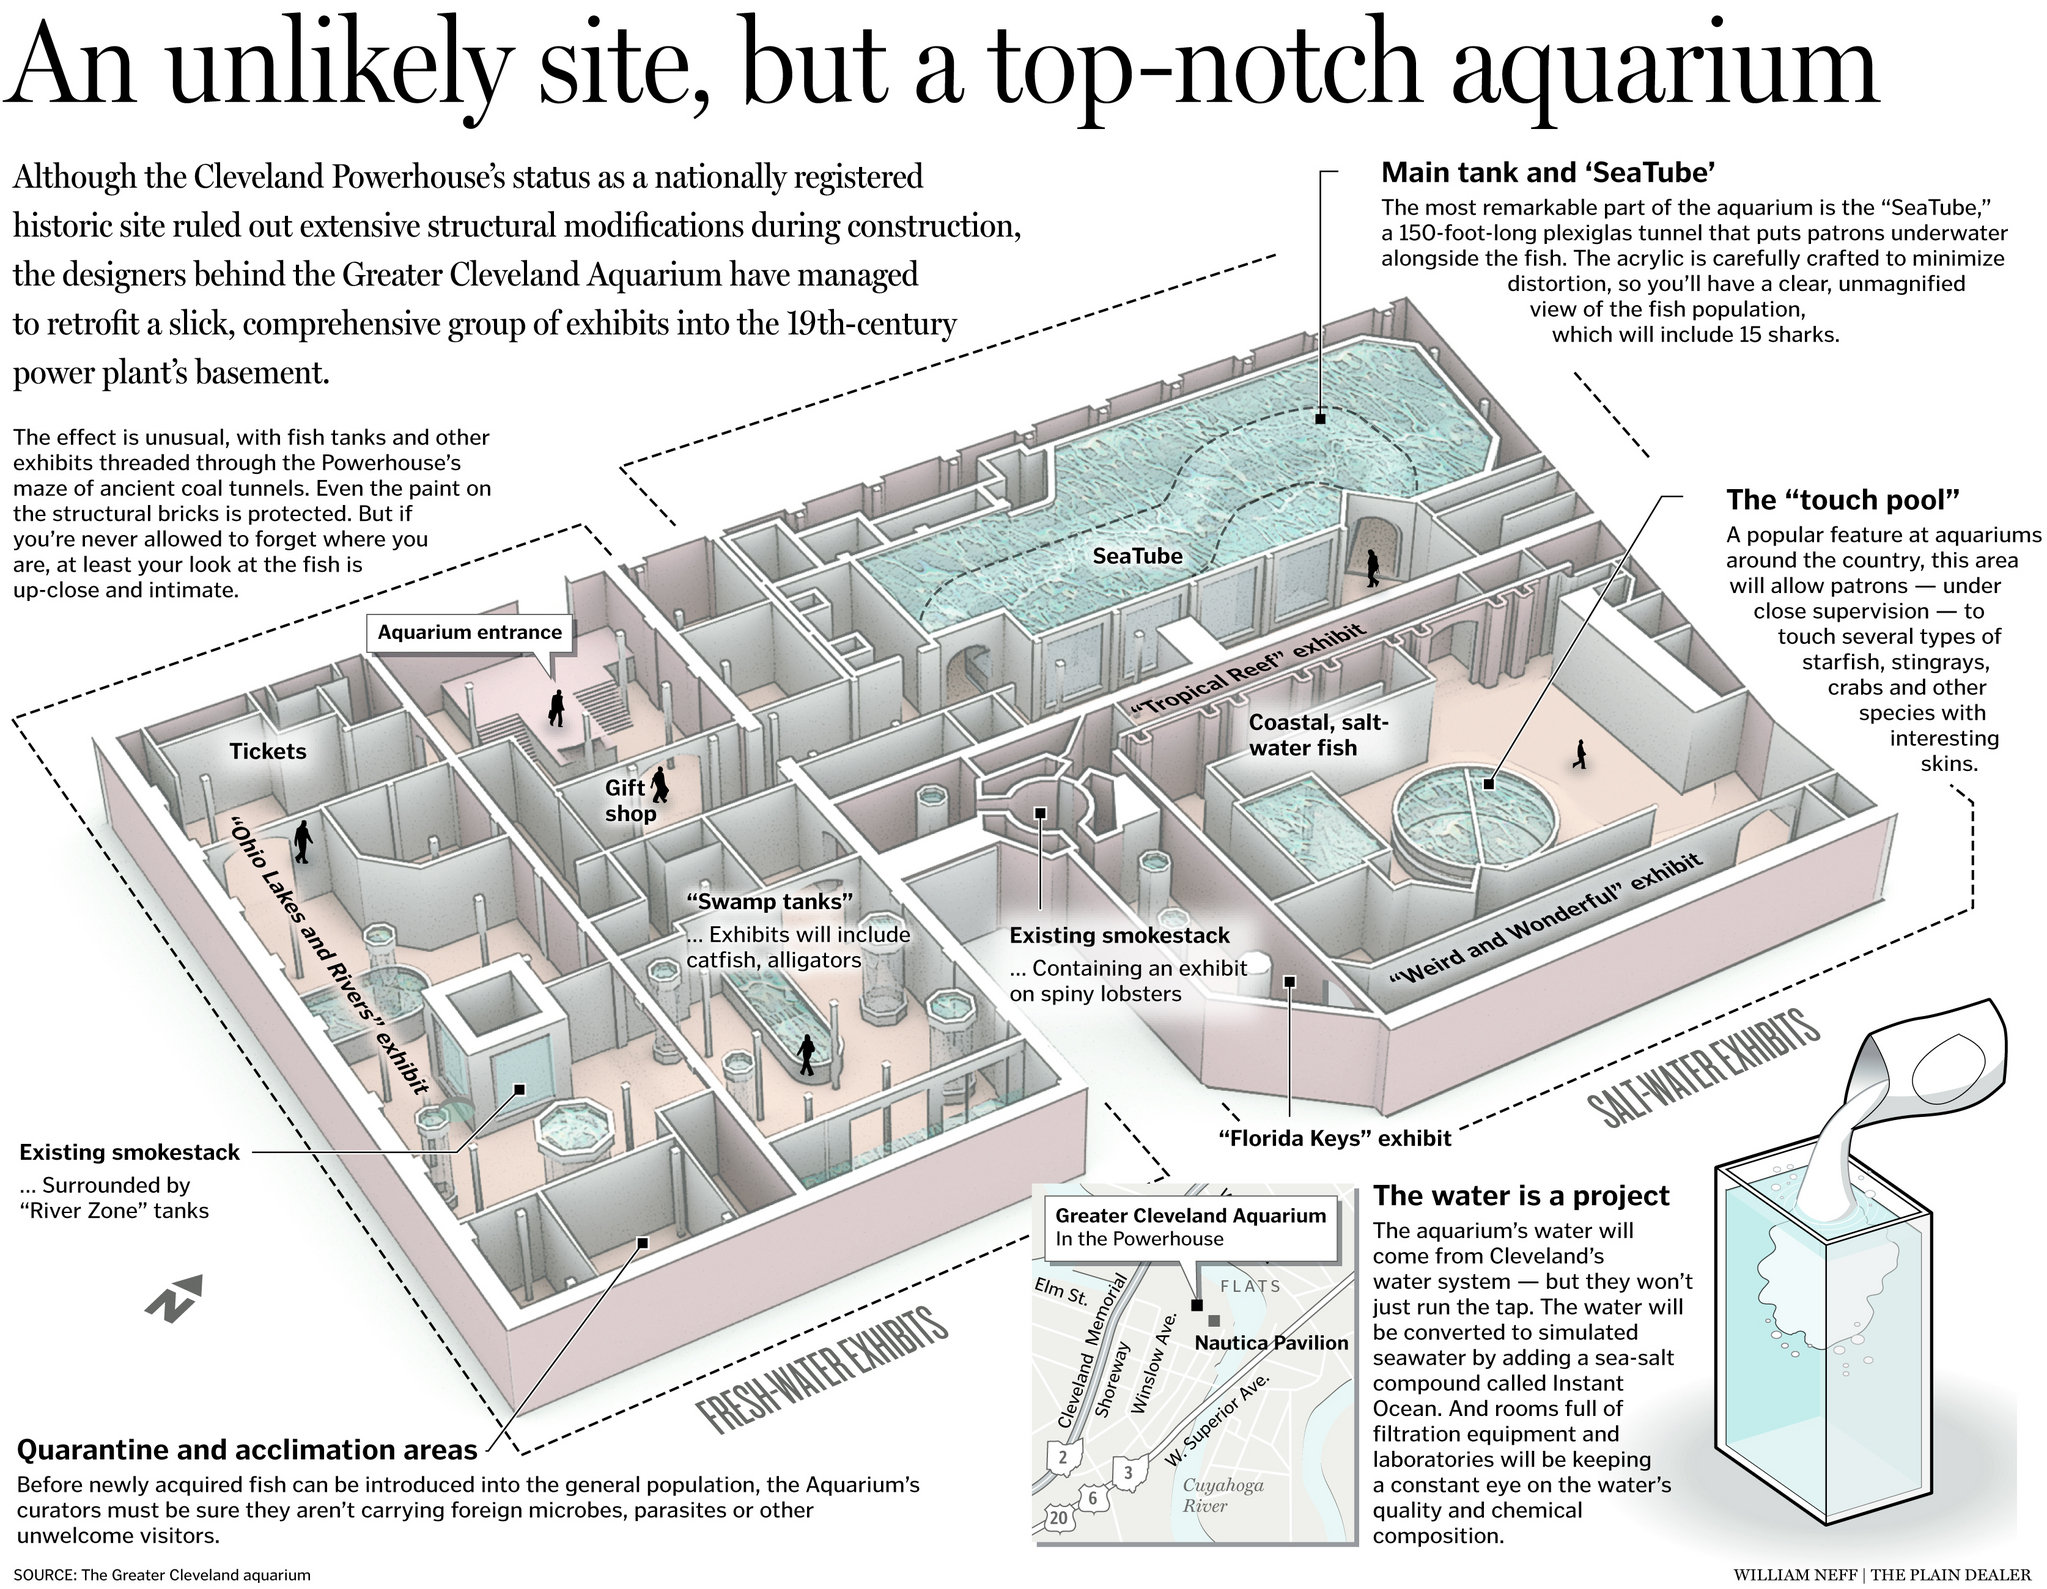 An unlikely site, but a top-notch aquarium
Although the Cleveland Powerhouse's status as a nationally registered
historic site ruled out extensive structural modifications during construction,
the designers behind the Greater Cleveland Aquarium have managed
to retrofit a slick, comprehensive group of exhibits into the 19th-century
power plant's basement.
The effect is unusual, with fish tanks and other
exhibits threaded through the Powerhouse's
maze of ancient coal tunnels. Even the paint on
the structural bricks is protected. But if
you're never allowed to forget where you
are, at least your look at the fish is
up-close and intimate.
Main tank and ‘SeaTube’
The most remarkable part of the aquarium is the “SeaTube,”
a 150-foot-long plexiglas tunnel that puts patrons underwater
alongside the fish. The acrylic is carefully crafted to minimize
distortion, so you'll have a clear, unmagnified
view of the fish population,
which will include 15 sharks.
The “touch pool”
A popular feature at aquariums
around the country, this area
will allow patrons — under
close supervision — to
touch several types of
starfish, stingrays,
crabs and other
species with
interesting
skins.
SeaTube
Aquarium entrance
“Tropical Reef” exhibit
Coastal, salt-
water fish
Tickets
Gift
shop
“Ohio Lakes and Rivers” exhibit
“Swamp tanks”
... Exhibits will include
catfish, alligators
Existing smokestack
... Containing an exhibit
on spiny lobsters
“Weird and Wonderful” exhibit
“Florida Keys” exhibit
SALT-WATER EXHIBITS
Existing smokestack
... Surrounded by
“River Zone” tanks
N
FRESH-WATER EXHIBITS
Quarantine and acclimation areas
Before newly acquired fish can be introduced into the general population, the Aquarium's
curators must be sure they aren't carrying foreign microbes, parasites or other
unwelcome visitors.
Greater Cleveland Aquarium
In the Powerhouse
FLATS
Elm St.
Cleveland Memorial
Shoreway
Winslow Ave.
Nautica Pavilion
W. Superior Ave.
Cuyahoga
River
2
3
6
20
The water is a project
The aquarium's water will
come from Cleveland's
water system — but they won't
just run the tap. The water will
be converted to simulated
seawater by adding a sea-salt
compound called Instant
Ocean. And rooms full of
filtration equipment and
laboratories will be keeping
a constant eye on the water's
quality and chemical
composition.
SOURCE: The Greater Cleveland aquarium
WILLIAM NEFF | THE PLAIN DEALER